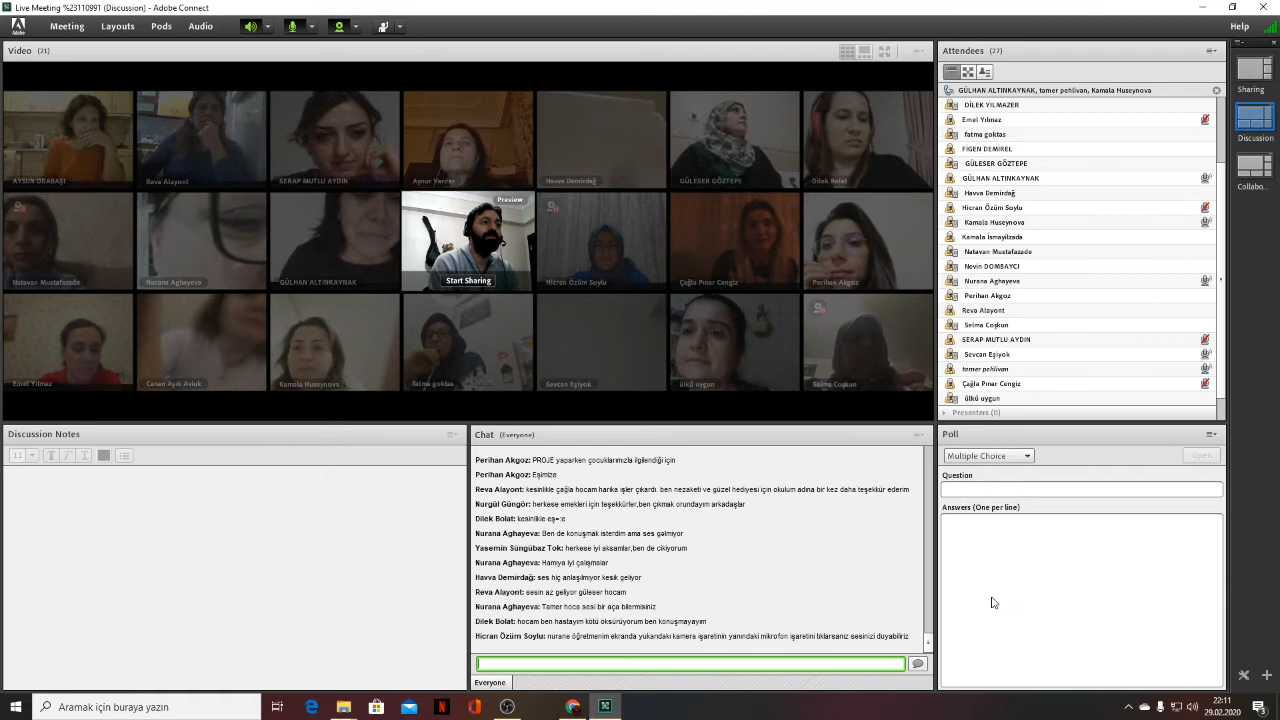 Live Meeting %23110991 (Discussion) - Adobe Connect
Adobe
Meeting Layouts Pods Audio Help
Video (21)
AYSUN ODABAŞI
Reva Alayont
SERAP MUTLU AYDIN
Aynur Vardar
Havva Demirdağ
GÜLESER GÖZTEPE
Dilek Bolat
Natavan Mustafazade
Nurana Aghayeva
GÜLHAN ALTINKAYNAK
Preview
Start Sharing
Hicran Özüm Soylu
Çağla Pınar Cengiz
Perihan Akgoz
Emel Yılmaz
Canan Aşık Avluk
Kamala Huseynova
fatma goktas
Sevcan Eşiyok
ülkü uygun
Selma Coşkun
Attendees (27)
GÜLHAN ALTINKAYNAK, tamer pehlivan, Kamala Huseynova
DİLEK YILMAZER
Emel Yılmaz
fatma goktas
FİGEN DEMİREL
GÜLESER GÖZTEPE
GÜLHAN ALTINKAYNAK
Havva Demirdağ
Hicran Özüm Soylu
Kamala Huseynova
Kamala İsmayilzada
Natavan Mustafazade
Nevin DOMBAYCI
Nurana Aghayeva
Perihan Akgoz
Reva Alayont
Selma Coşkun
SERAP MUTLU AYDIN
Sevcan Eşiyok
tamer pehlivan
Çağla Pınar Cengiz
ülkü uygun
Presenters (0)
Sharing
Discussion
Collabo...
Discussion Notes
11
Chat (Everyone)
Perihan Akgoz: PROJE yaparken çocuklarımızla ilgilendiği için
Perihan Akgoz: Eşimize
Reva Alayont: kesinlikle çağla hocam harika işler çıkardı. ben nezaketi ve güzel hediyesi için okulum adına bir kez daha teşekkür ederim
Nurgül Güngör: herkese emekleri için teşekkürler,ben çıkmak orundayım arkadaşlar
Dilek Bolat: kesinlikle eş=:e
Nurana Aghayeva: Ben de konuşmak isterdim ama ses gəlmiyor
Yasemin Süngübaz Tok: herkese iyi aksamlar,ben de cikiyorum
Nurana Aghayeva: Hamıya iyi çalışmalar
Havva Demirdağ: ses hiç anlaşılmıyor kesik geliyor
Reva Alayont: sesin az geliyor güleser hocam
Nurana Aghayeva: Tamer hoca sesi bir aça bilermisiniz
Dilek Bolat: hocam ben hastayım kötü öksürüyorum ben konuşmayayım
Hicran Özüm Soylu: nurane öğretmenim ekranda yukarıdaki kamera işaretinin yanındaki mikrofon işaretini tıklarsanız sesinizi duyabiliriz
Everyone
Poll
Multiple Choice
Open
Question
Answers (One per line)
Aramak için buraya yazın
22:11
29.02.2020